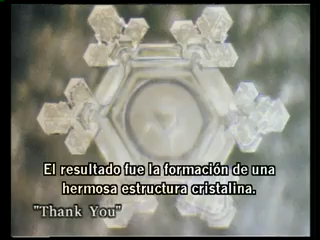 El resultado fue la formación de una
hermosa estructura cristalina.
"Thank You"